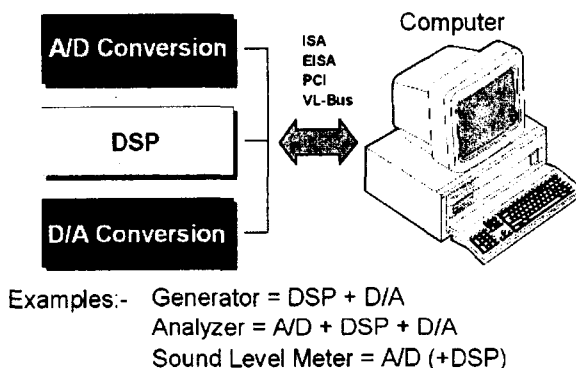 Computer
A/D Conversion
ISA
EISA
PCI
VL-Bus
DSP
D/A Conversion
Examples:- Generator = DSP + D/A
Analyzer = A/D + DSP + D/A
Sound Level Meter = A/D (+DSP)